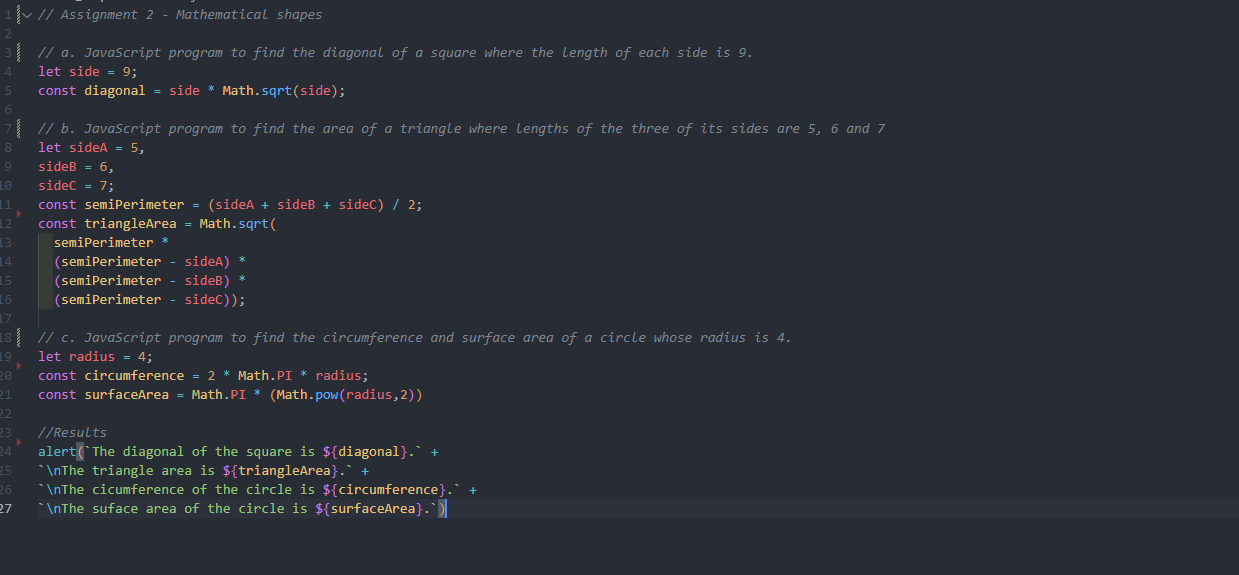 1 // Assignment 2 - Mathematical shapes
2
3 // a. JavaScript program to find the diagonal of a square where the length of each side is 9.
4 let side = 9;
5 const diagonal = side * Math.sqrt(side);
6
7 // b. JavaScript program to find the area of a triangle where lengths of the three of its sides are 5, 6 and 7
8 let sideA = 5,
9 sideB = 6,
10 sideC = 7;
11 const semiPerimeter = (sideA + sideB + sideC) / 2;
12 const triangleArea = Math.sqrt(
13 semiPerimeter *
14 (semiPerimeter - sideA) *
15 (semiPerimeter - sideB) *
16 (semiPerimeter - sideC));
17
18 // c. JavaScript program to find the circumference and surface area of a circle whose radius is 4.
19 let radius = 4;
20 const circumference = 2 * Math.PI * radius;
21 const surfaceArea = Math.PI * (Math.pow(radius,2))
22
23 //Results
24 alert(`The diagonal of the square is ${diagonal}.` +
25 `\nThe triangle area is ${triangleArea}.` +
26 `\nThe cicumference of the circle is ${circumference}.` +
27 `\nThe suface area of the circle is ${surfaceArea}.`)